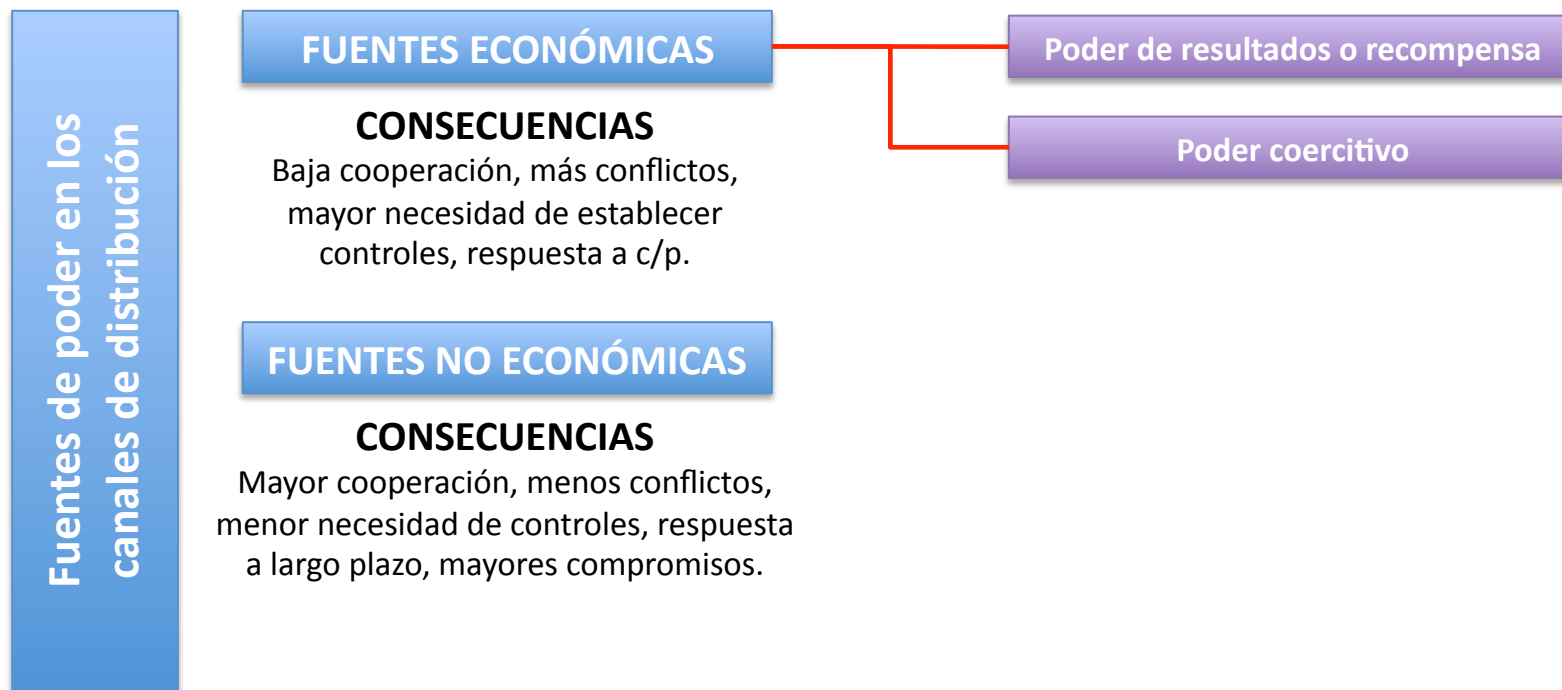 Fuentes de poder en los
canales de distribución
FUENTES ECONÓMICAS
CONSECUENCIAS
Baja cooperación, más conflictos,
mayor necesidad de establecer
controles, respuesta a c/p.
Poder de resultados o recompensa
Poder coercitivo
FUENTES NO ECONÓMICAS
CONSECUENCIAS
Mayor cooperación, menos conflictos,
menor necesidad de controles, respuesta
a largo plazo, mayores compromisos.